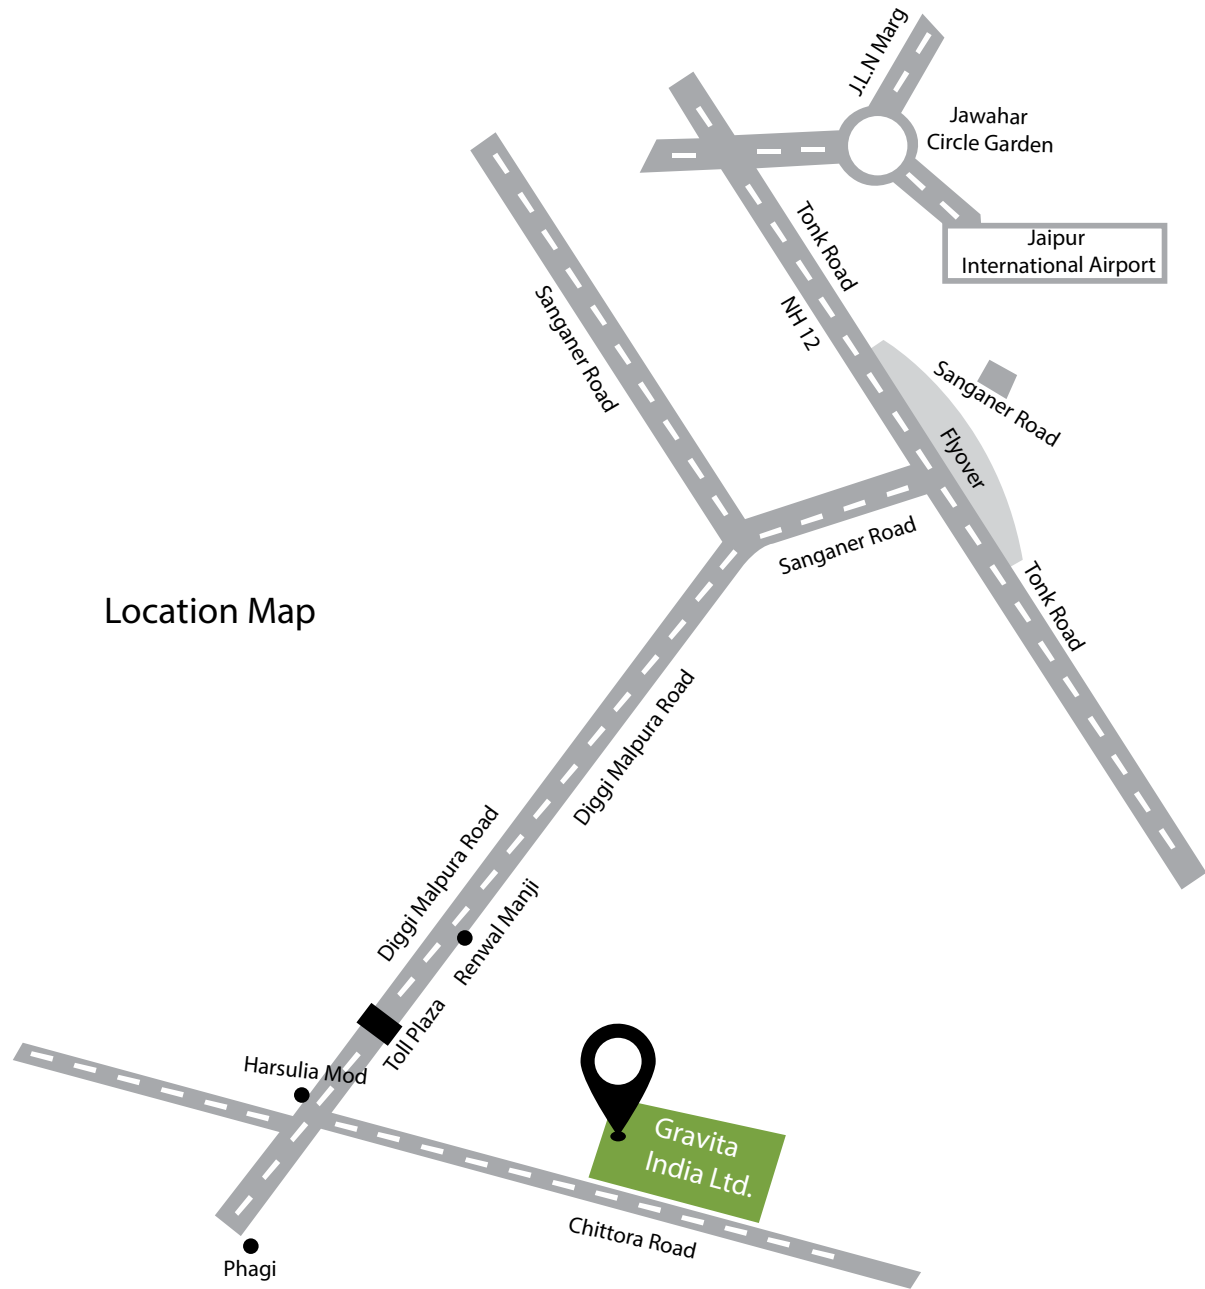 J.L.N Marg
Jawahar
Circle Garden
Tonk Road
Jaipur
International Airport
NH 12
Sanganer Road
Sanganer Road
Flyover
Sanganer Road
Tonk Road
Location Map
Diggi Malpura Road
Diggi Malpura Road
Renwal Manji
Toll Plaza
Harsulia Mod
Gravita
India Ltd.
Chittora Road
Phagi